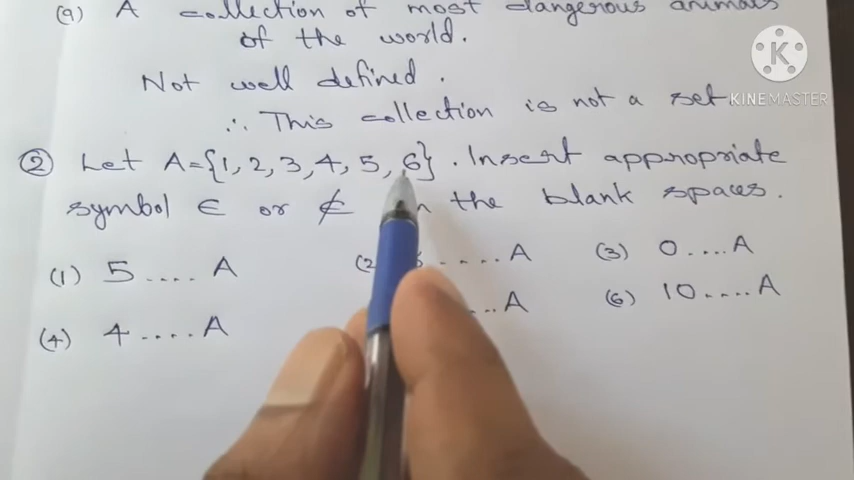 (9) A collection of most dangerous animals
of the world.
Not well defined.
∴ This collection is not a set
KINEMASTER
② Let A={1, 2, 3, 4, 5, 6}. Insert appropriate
symbol ∈ or ∉ the blank spaces.
(1) 5 .... A (2 ..... A (3) 0....A
(4) 4 ....A ...A (6) 10....A